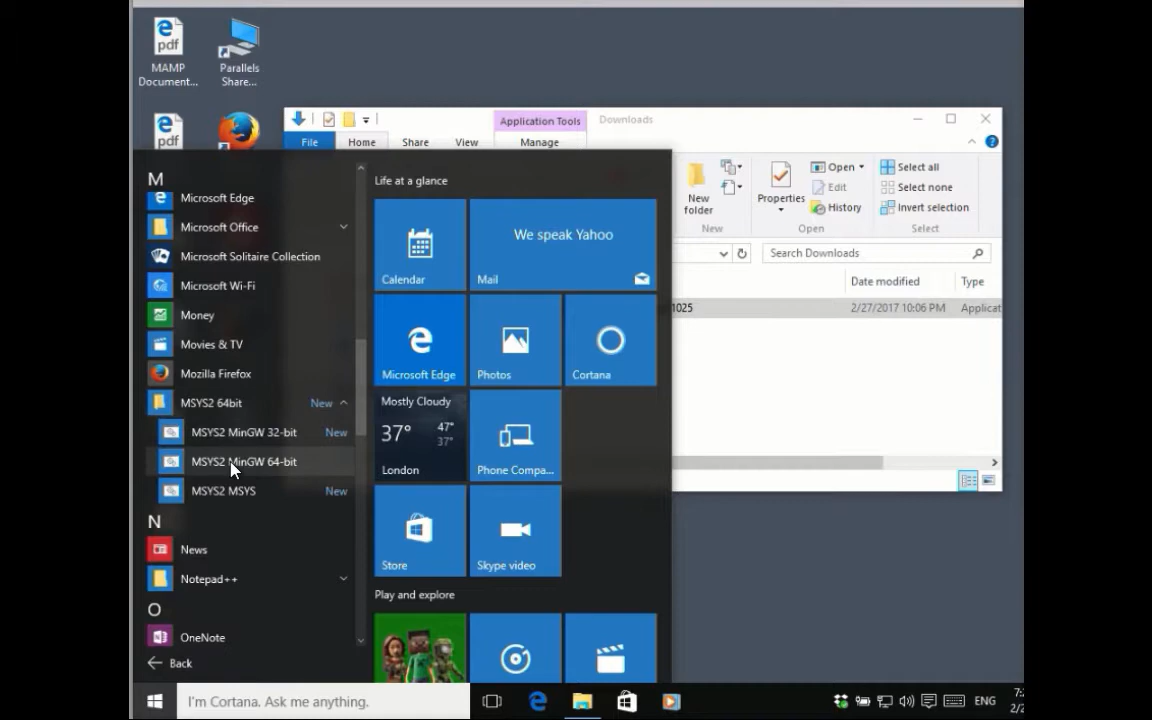 pdf
MAMP
Document...
Parallels
Share...
pdf
Application Tools
Downloads
File
Home
Share
View
Manage
New
folder
Properties
Open
Edit
History
Select all
Select none
Invert selection
New
Open
Select
Search Downloads
Date modified
Type
1025
2/27/2017 10:06 PM
Applicat
M
Microsoft Edge
Microsoft Office
Microsoft Solitaire Collection
Microsoft Wi-Fi
Money
Movies & TV
Mozilla Firefox
MSYS2 64bit
New
MSYS2 MinGW 32-bit
New
MSYS2 MinGW 64-bit
MSYS2 MSYS
New
N
News
Notepad++
O
OneNote
Back
Life at a glance
Calendar
We speak Yahoo
Mail
Microsoft Edge
Photos
Cortana
Mostly Cloudy
37°
47°
37°
London
Phone Compa...
Store
Skype video
Play and explore
I'm Cortana. Ask me anything.
ENG